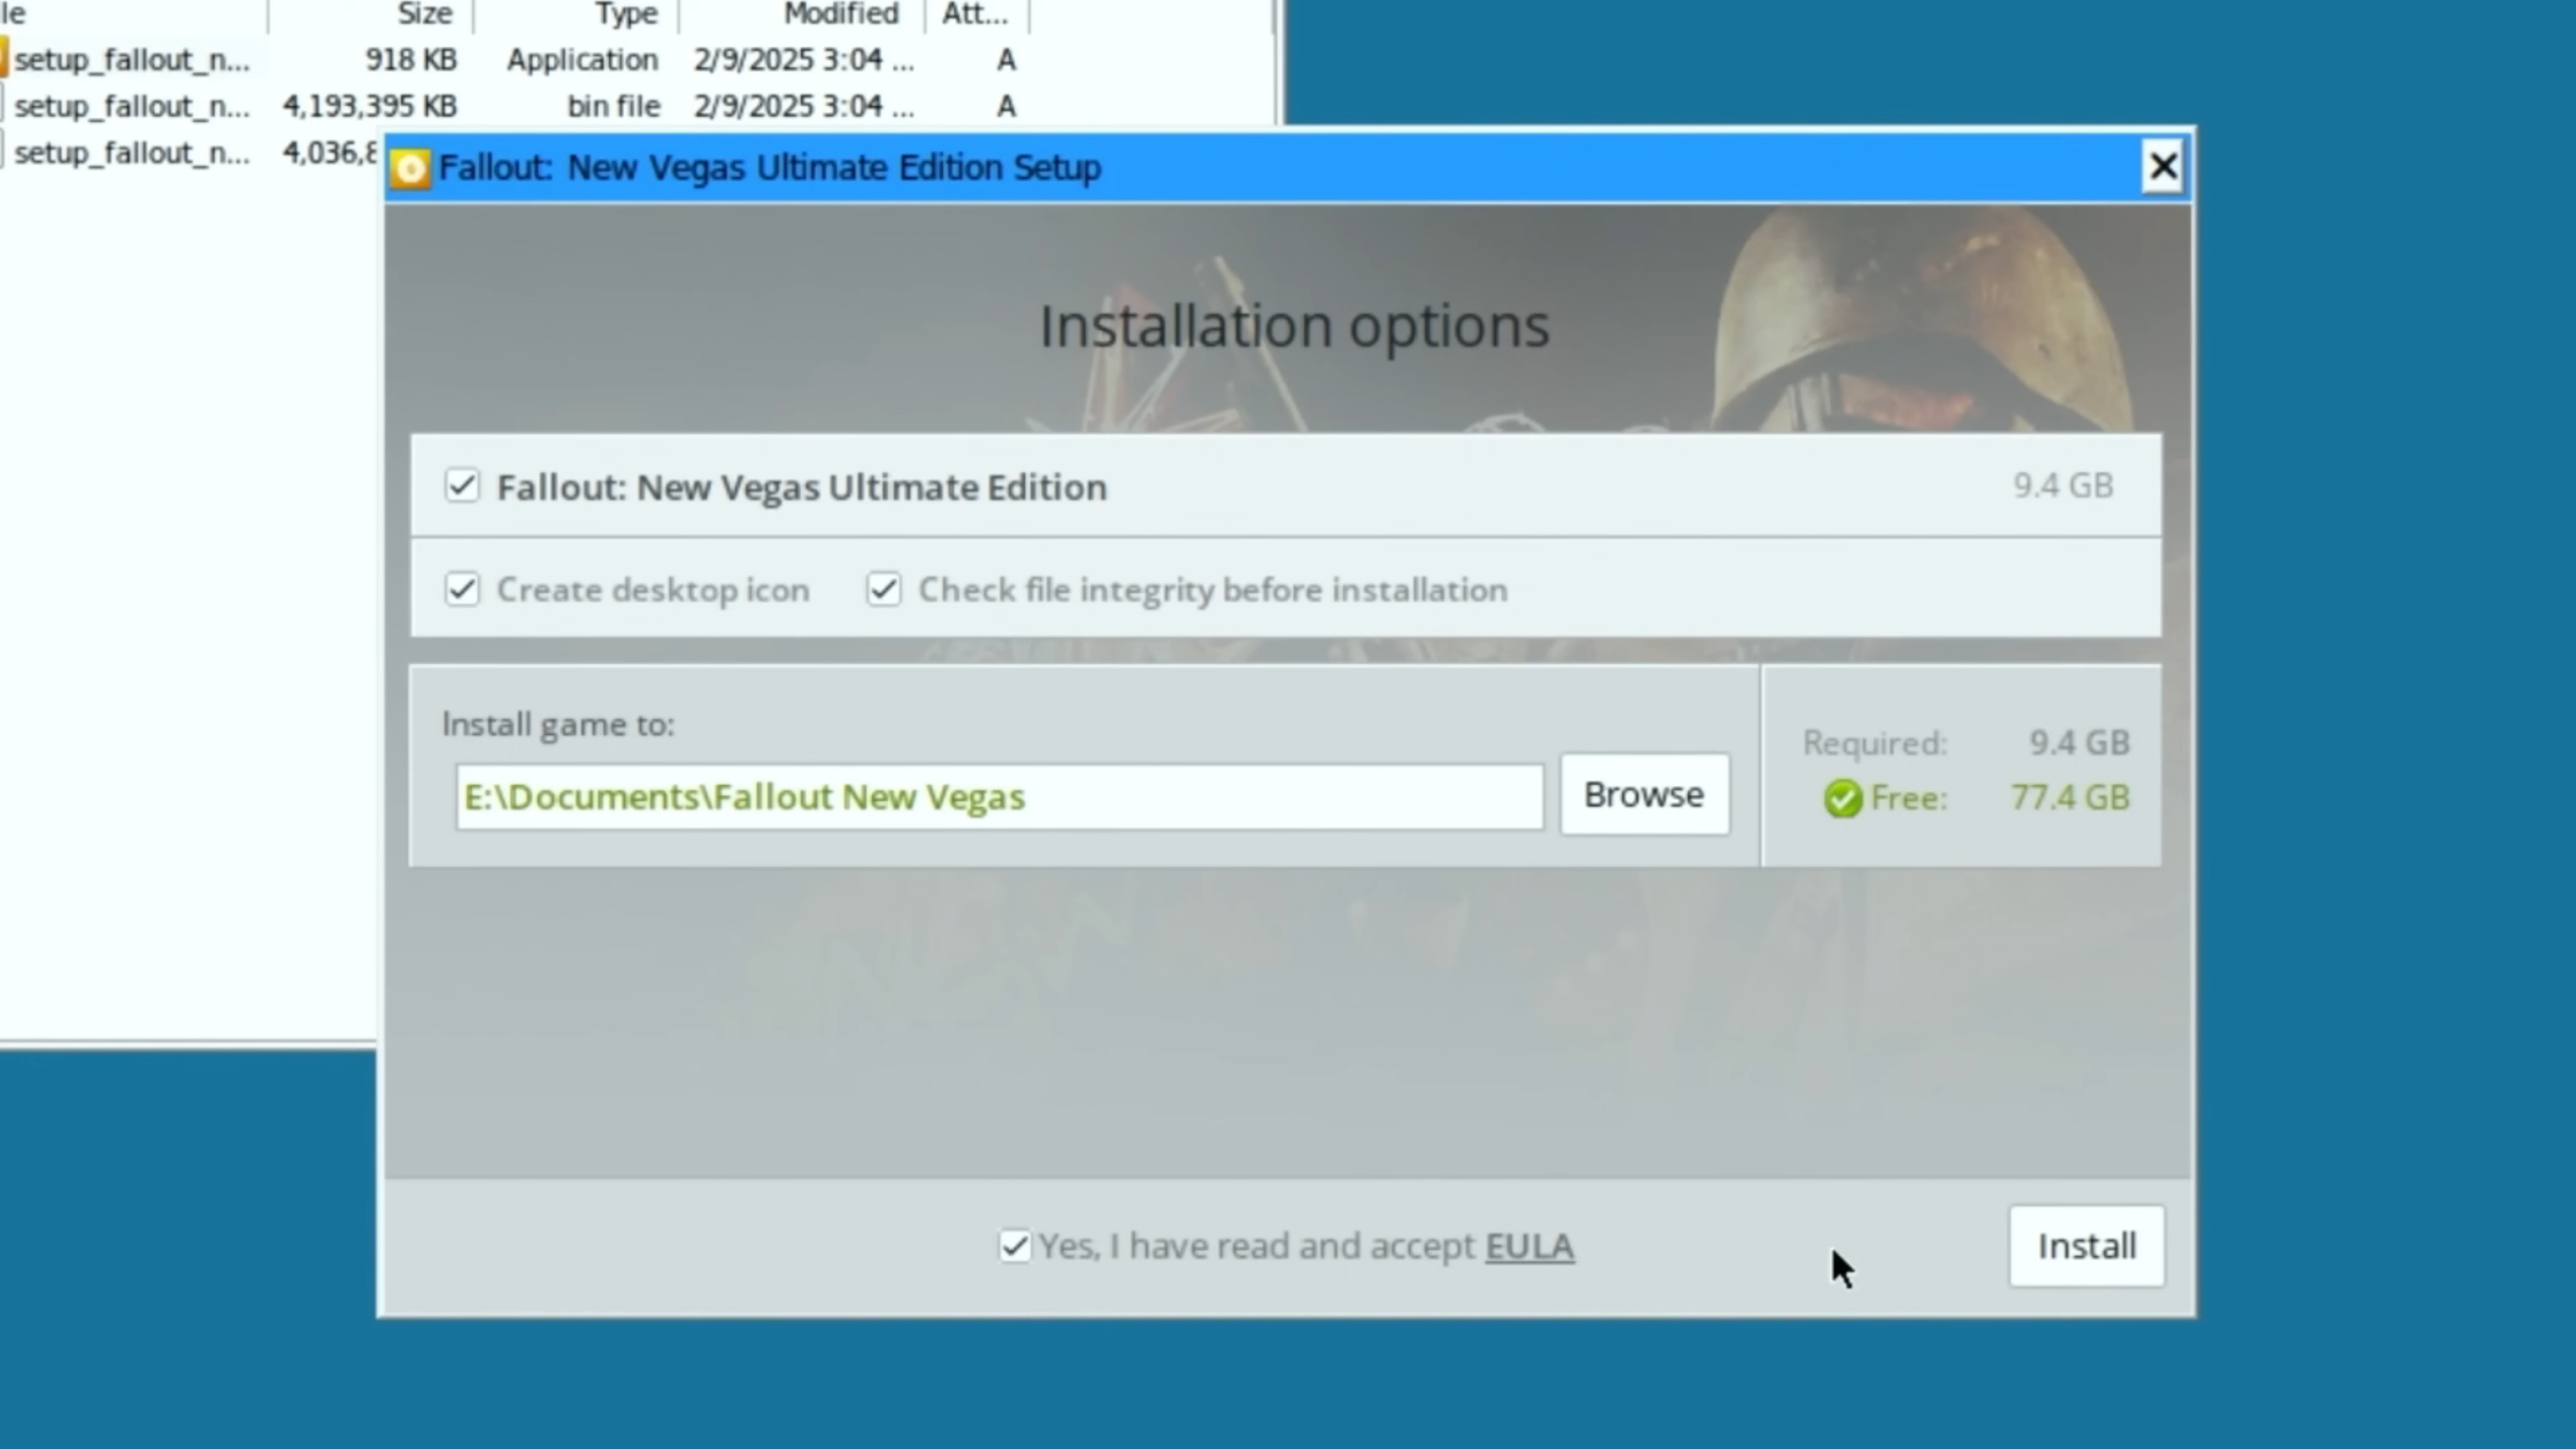 le Size Type Modified Att...
setup_fallout_n... 918 KB Application 2/9/2025 3:04 ... A
setup_fallout_n... 4,193,395 KB bin file 2/9/2025 3:04 ... A
setup_fallout_n... 4,036,8
Fallout: New Vegas Ultimate Edition Setup
Installation options
Fallout: New Vegas Ultimate Edition 9.4 GB
Create desktop icon Check file integrity before installation
Install game to:
Required: 9.4 GB
E:\Documents\Fallout New Vegas Browse
Free: 77.4 GB
Yes, I have read and accept EULA
Install